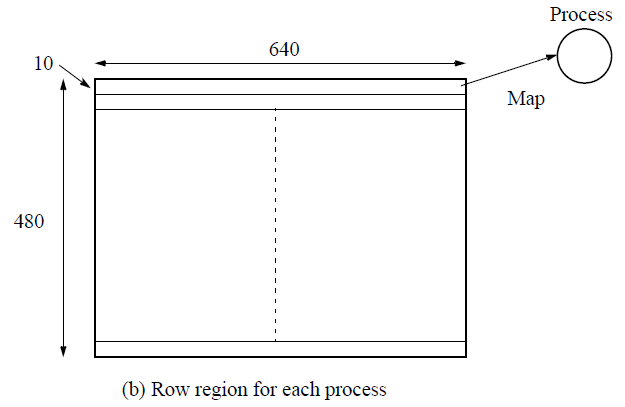 Process
640
10
Map
480
(b) Row region for each process